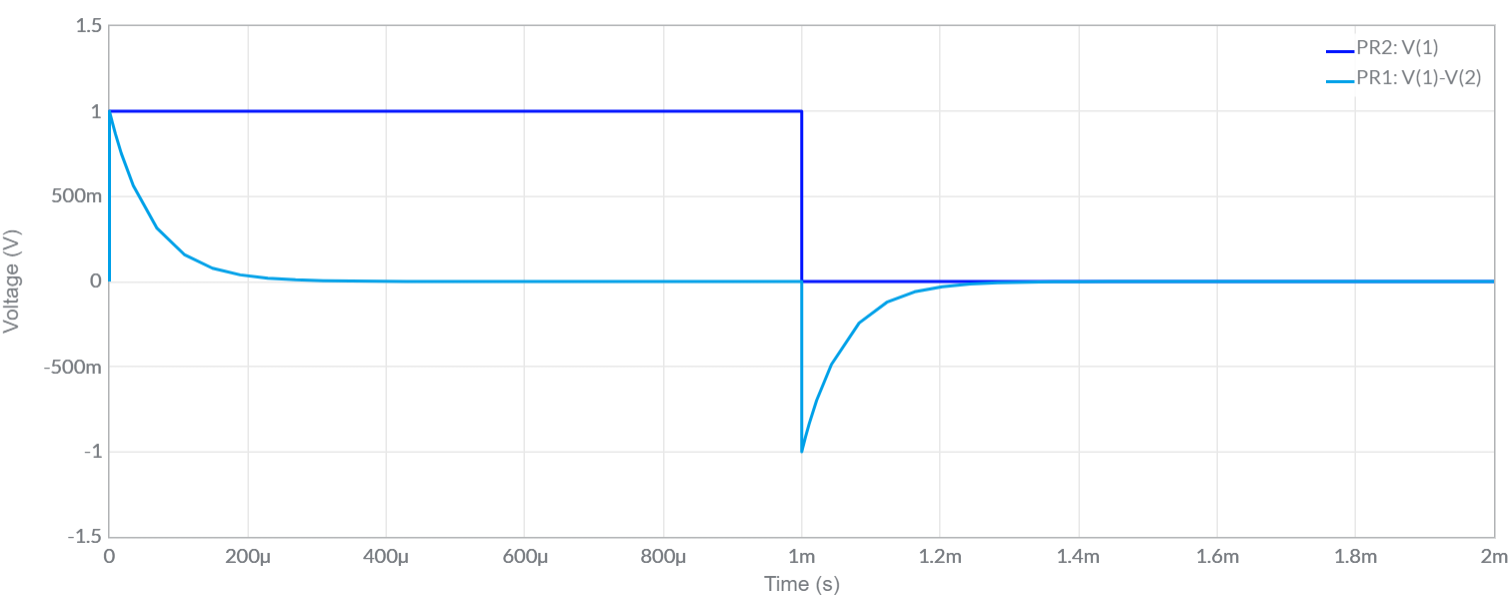 1.5
PR2: V(1)
PR1: V(1)-V(2)
1
500m
Voltage (V)
0
-500m
-1
-1.5
0 200µ 400µ 600µ 800µ 1m 1.2m 1.4m 1.6m 1.8m 2m
Time (s)